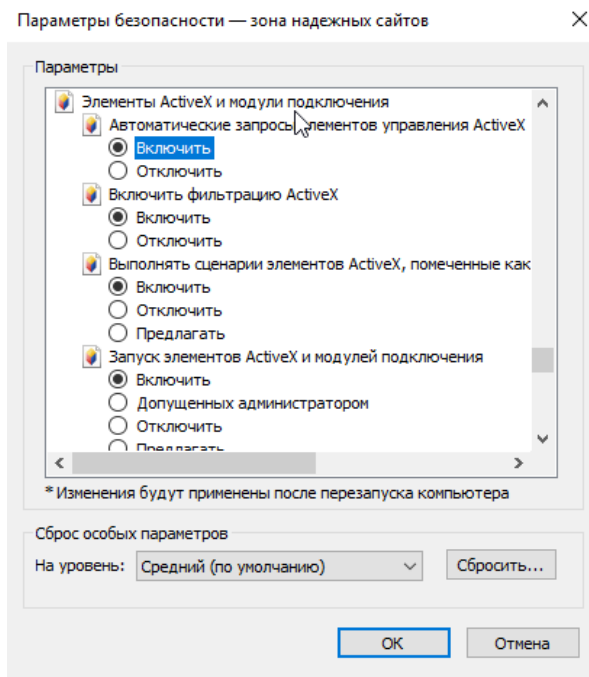 Параметры безопасности — зона надежных сайтов
Параметры
Элементы ActiveX и модули подключения
Автоматические запросы элементов управления ActiveX
Включить
Отключить
Включить фильтрацию ActiveX
Включить
Отключить
Выполнять сценарии элементов ActiveX, помеченные как
Включить
Отключить
Предлагать
Запуск элементов ActiveX и модулей подключения
Включить
Допущенных администратором
Отключить
Предлагать
* Изменения будут применены после перезапуска компьютера
Сброс особых параметров
На уровень: Средний (по умолчанию) Сбросить...
ОК Отмена